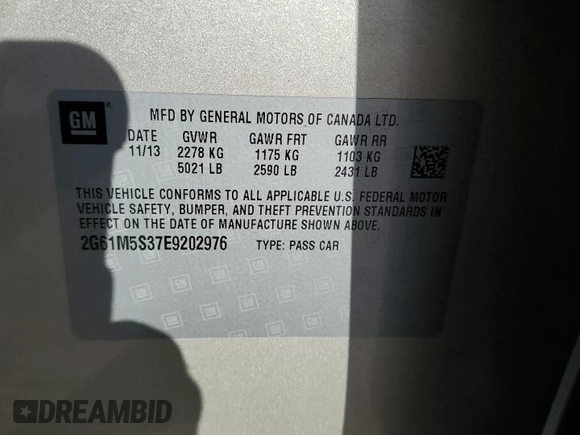 GM
MFD BY GENERAL MOTORS OF CANADA LTD.
DATE GVWR GAWR FRT GAWR RR
11/13 2278 KG 1175 KG 1103 KG
5021 LB 2590 LB 2431 LB
THIS VEHICLE CONFORMS TO ALL APPLICABLE U.S. FEDERAL MOTOR
VEHICLE SAFETY, BUMPER, AND THEFT PREVENTION STANDARDS IN
EFFECT ON THE DATE OF MANUFACTURE SHOWN ABOVE.
2G61M5S37E9202976 TYPE: PASS CAR
DREAMBID